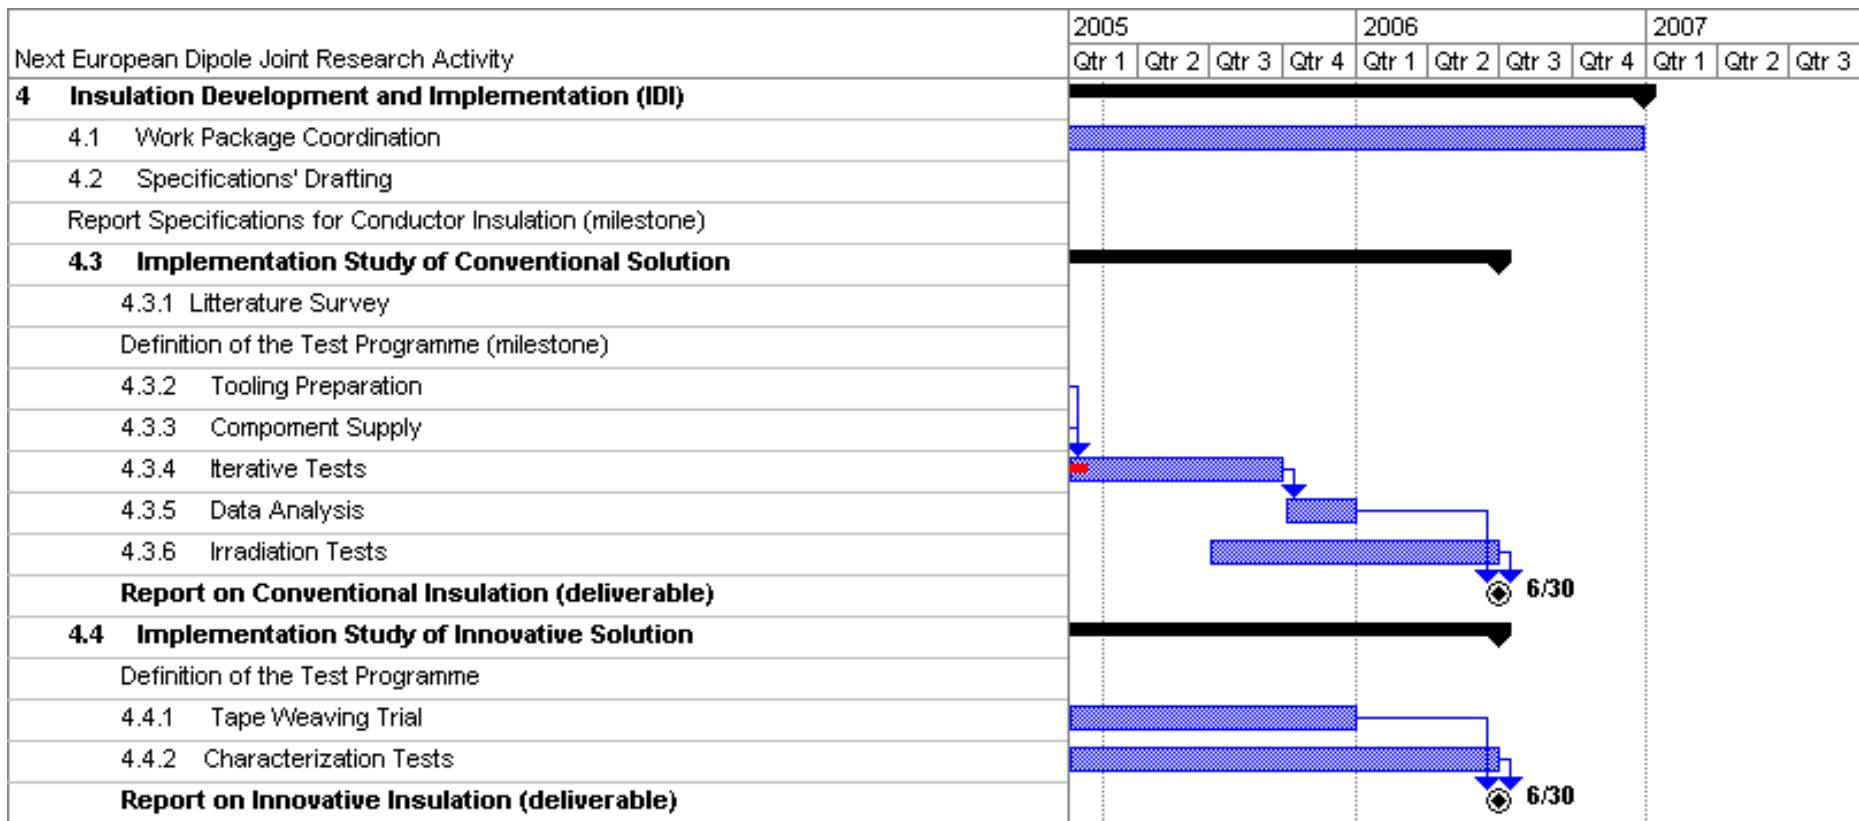 2005 2006 2007
Next European Dipole Joint Research Activity Qtr 1 Qtr 2 Qtr 3 Qtr 4 Qtr 1 Qtr 2 Qtr 3 Qtr 4 Qtr 1 Qtr 2 Qtr 3
4 Insulation Development and Implementation (IDI)
4.1 Work Package Coordination
4.2 Specifications' Drafting
Report Specifications for Conductor Insulation (milestone)
4.3 Implementation Study of Conventional Solution
4.3.1 Litterature Survey
Definition of the Test Programme (milestone)
4.3.2 Tooling Preparation
4.3.3 Compoment Supply
4.3.4 Iterative Tests
4.3.5 Data Analysis
4.3.6 Irradiation Tests
Report on Conventional Insulation (deliverable) 6/30
4.4 Implementation Study of Innovative Solution
Definition of the Test Programme
4.4.1 Tape Weaving Trial
4.4.2 Characterization Tests
Report on Innovative Insulation (deliverable) 6/30